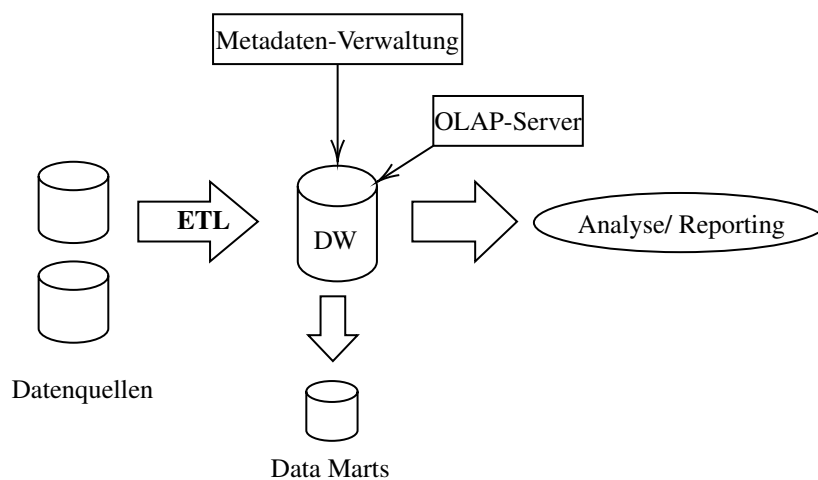 Metadaten-Verwaltung
OLAP-Server
ETL
DW
Analyse/ Reporting
Datenquellen
Data Marts